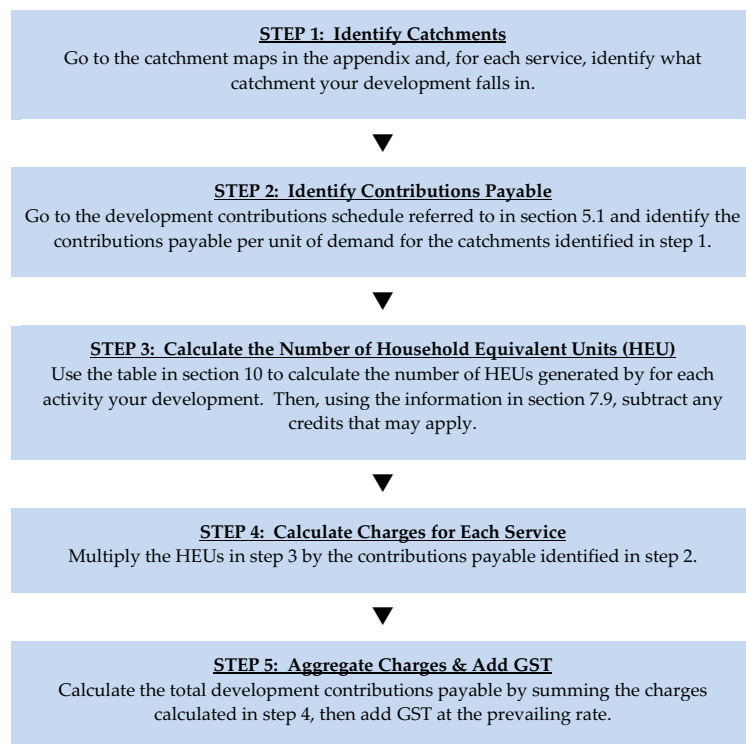 STEP 1:  Identify Catchments
Go to the catchment maps in the appendix and, for each service, identify what
catchment your development falls in.
STEP 2:  Identify Contributions Payable
Go to the development contributions schedule referred to in section 5.1 and identify the
contributions payable per unit of demand for the catchments identified in step 1.
STEP 3:  Calculate the Number of Household Equivalent Units (HEU)
Use the table in section 10 to calculate the number of HEUs generated by for each
activity your development.  Then, using the information in section 7.9, subtract any
credits that may apply.
STEP 4:  Calculate Charges for Each Service
Multiply the HEUs in step 3 by the contributions payable identified in step 2.
STEP 5:  Aggregate Charges & Add GST
Calculate the total development contributions payable by summing the charges
calculated in step 4, then add GST at the prevailing rate.